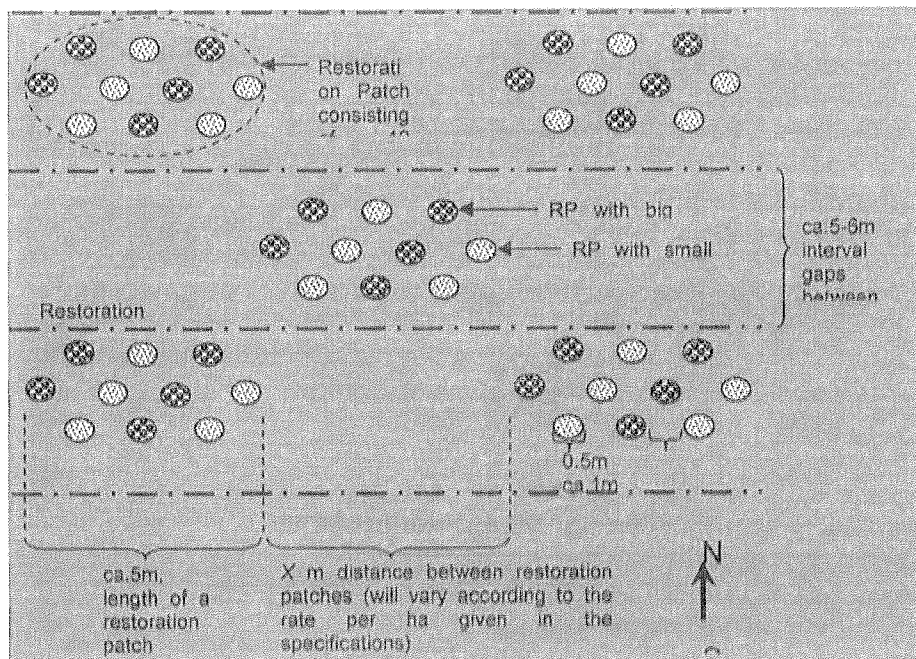 Restorati
on Patch
consisting
RP with big
RP with small
ca.5-6m
interval
gaps
between
Restoration
0.5m
ca.1m
ca.5m,
length of a
restoration
patch
X m distance between restoration
patches (will vary according to the
rate per ha given in the
specifications)
N